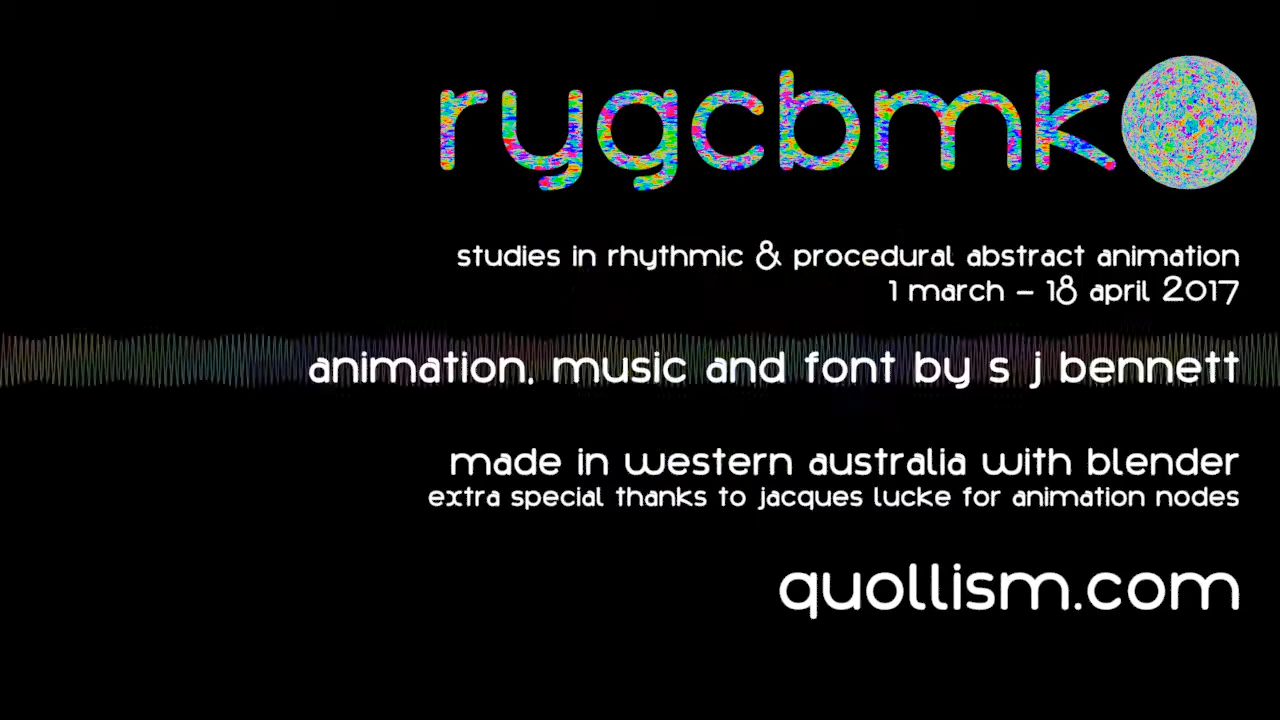 rygcbmk
studies in rhythmic & procedural abstract animation
1 march – 18 april 2017
animation, music and font by s j bennett
made in western australia with blender
extra special thanks to jacques lucke for animation nodes
quollism.com